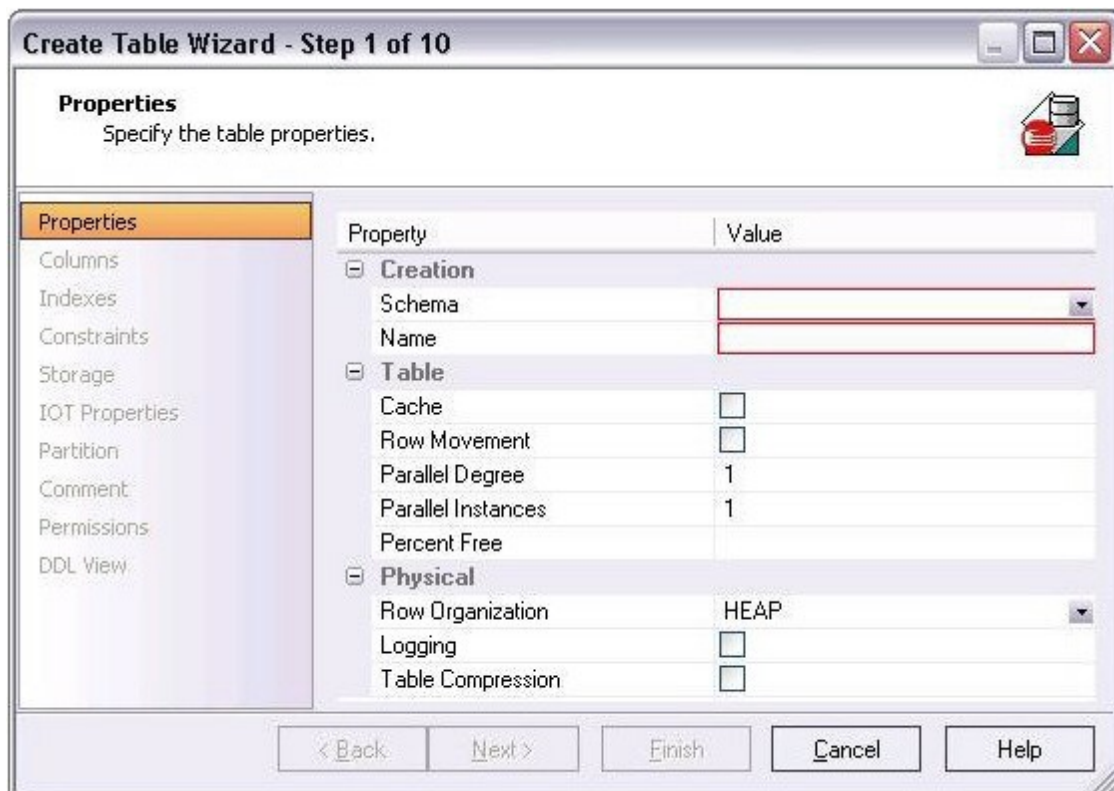 Create Table Wizard - Step 1 of 10
Properties
Specify the table properties.
Properties
Columns
Indexes
Constraints
Storage
IOT Properties
Partition
Comment
Permissions
DDL View
Property Value
Creation
Schema
Name
Table
Cache
Row Movement
Parallel Degree 1
Parallel Instances 1
Percent Free
Physical
Row Organization HEAP
Logging
Table Compression
< Back Next > Finish Cancel Help